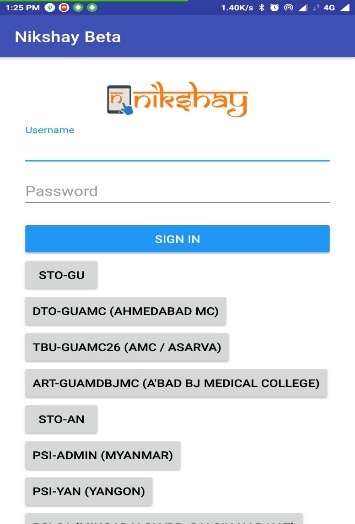 1:25 PM 1.40K/s 4G
Nikshay Beta
nikshay
Username
Password
SIGN IN
STO-GU
DTO-GUAMC (AHMEDABAD MC)
TBU-GUAMC26 (AMC / ASARVA)
ART-GUAMDBJMC (A'BAD BJ MEDICAL COLLEGE)
STO-AN
PSI-ADMIN (MYANMAR)
PSI-YAN (YANGON)